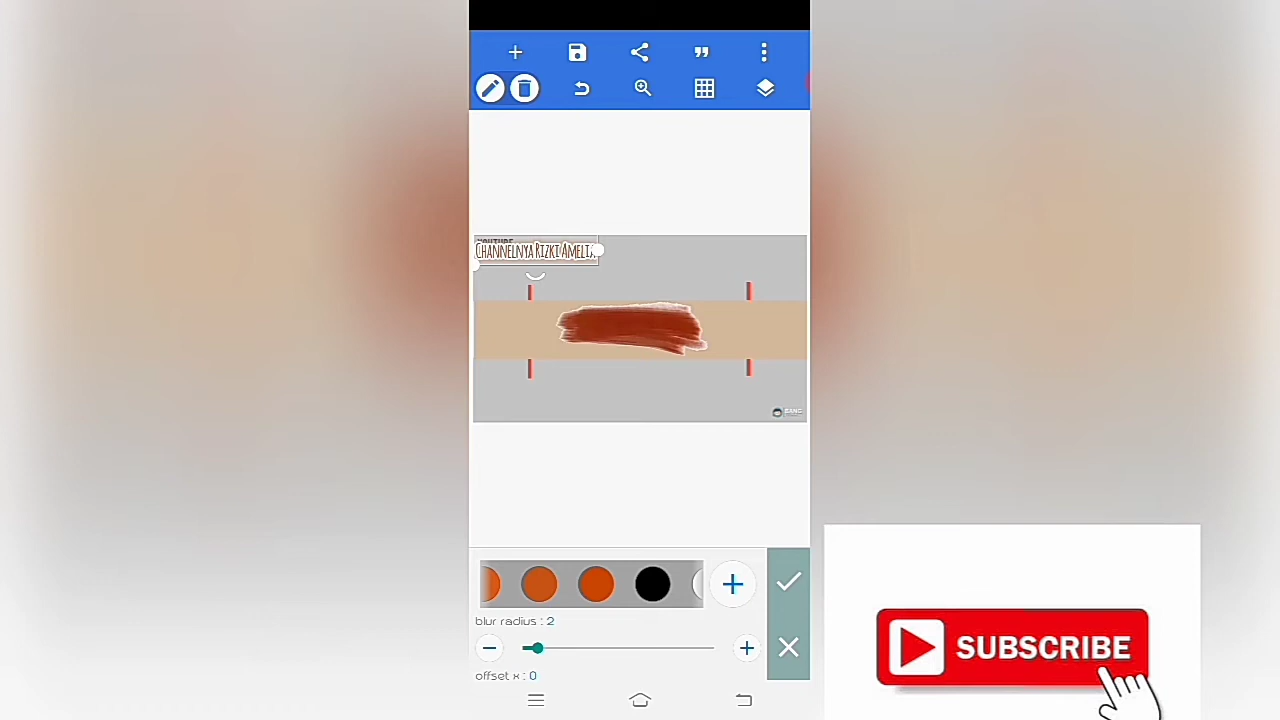 CHANNELNYA RIZKI AMELIA
blur radius : 2
offset x : 0
SUBSCRIBE